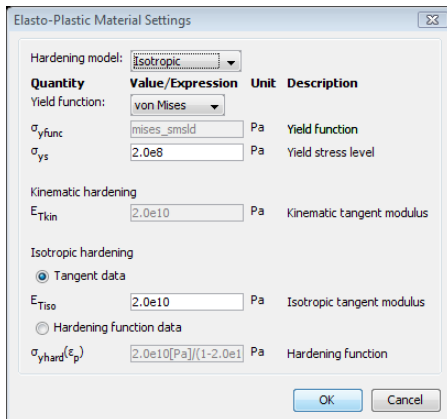 Elasto-Plastic Material Settings
Hardening model: Isotropic
Quantity Value/Expression Unit Description
Yield function: von Mises
σyfunc mises_smsld Pa Yield function
σys 2.0e8 Pa Yield stress level
Kinematic hardening
ETkin 2.0e10 Pa Kinematic tangent modulus
Isotropic hardening
Tangent data
ETiso 2.0e10 Pa Isotropic tangent modulus
Hardening function data
σyhard(εp) 2.0e10[Pa]/(1-2.0e1 Pa Hardening function
OK Cancel